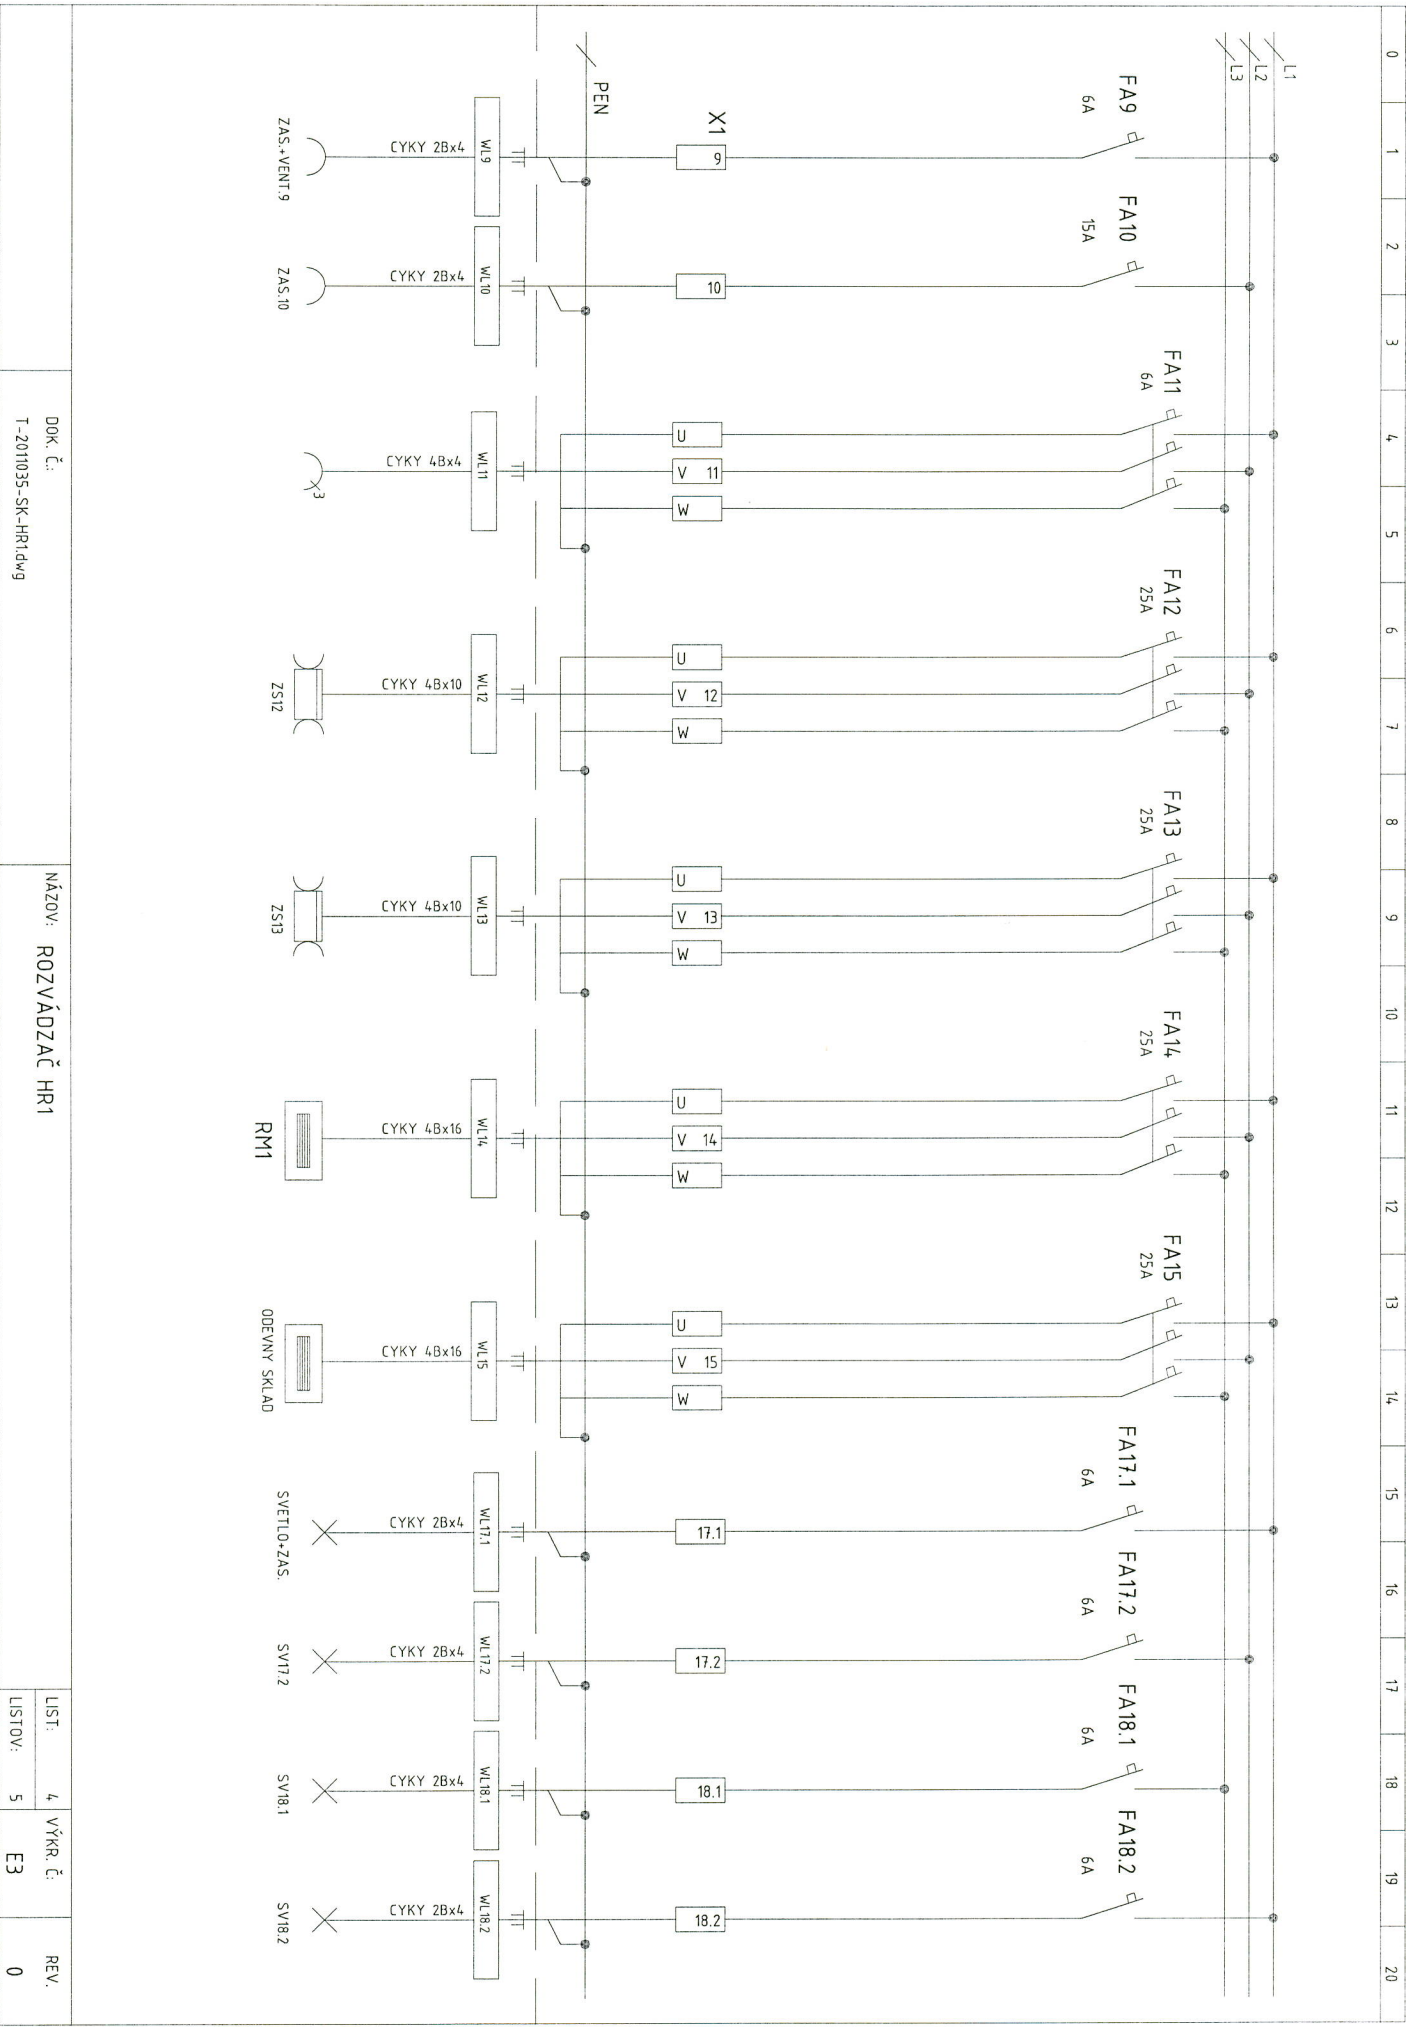 0 1 2 3 4 5 6 7 8 9 10 11 12 13 14 15 16 17 18 19 20
L1
L2
L3
FA9
6A
FA10
15A
FA11
6A
FA12
25A
FA13
25A
FA14
25A
FA15
25A
FA17.1
6A
FA17.2
6A
FA18.1
6A
FA18.2
6A
X1
9
10
U
V 11
W
U
V 12
W
U
V 13
W
U
V 14
W
U
V 15
W
17.1
17.2
18.1
18.2
PEN
WL9
WL10
WL11
WL12
WL13
WL14
WL15
WL17.1
WL17.2
WL18.1
WL18.2
CYKY 2Bx4
CYKY 2Bx4
CYKY 4Bx4
CYKY 4Bx10
CYKY 4Bx10
CYKY 4Bx16
CYKY 4Bx16
CYKY 2Bx4
CYKY 2Bx4
CYKY 2Bx4
CYKY 2Bx4
3
ZAS.+VENT.9
ZAS.10
ZS12
ZS13
RM1
ODEVNY SKLAD
SVETLO+ZAS.
SV17.2
SV18.1
SV18.2
DOK. Č.:
T-2011035-SK-HR1.dwg
NÁZOV: ROZVÁDZAČ HR1
LIST: 4
LISTOV: 5
VÝKR. Č:
E3
REV.
0